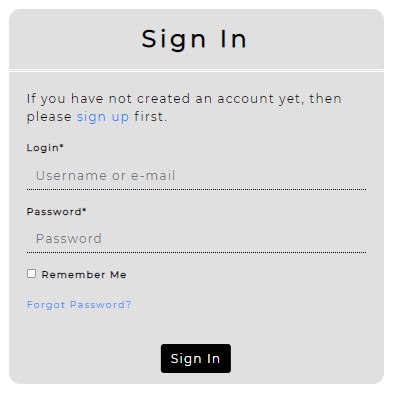 Sign In
If you have not created an account yet, then
please sign up first.
Login*
Username or e-mail
Password*
Password
Remember Me
Forgot Password?
Sign In